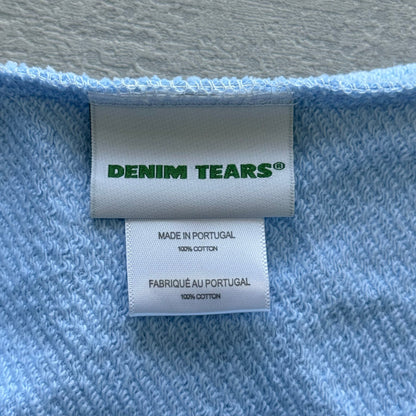 DENIM TEARS®
MADE IN PORTUGAL
100% COTTON
FABRIQUÉ AU PORTUGAL
100% COTTON